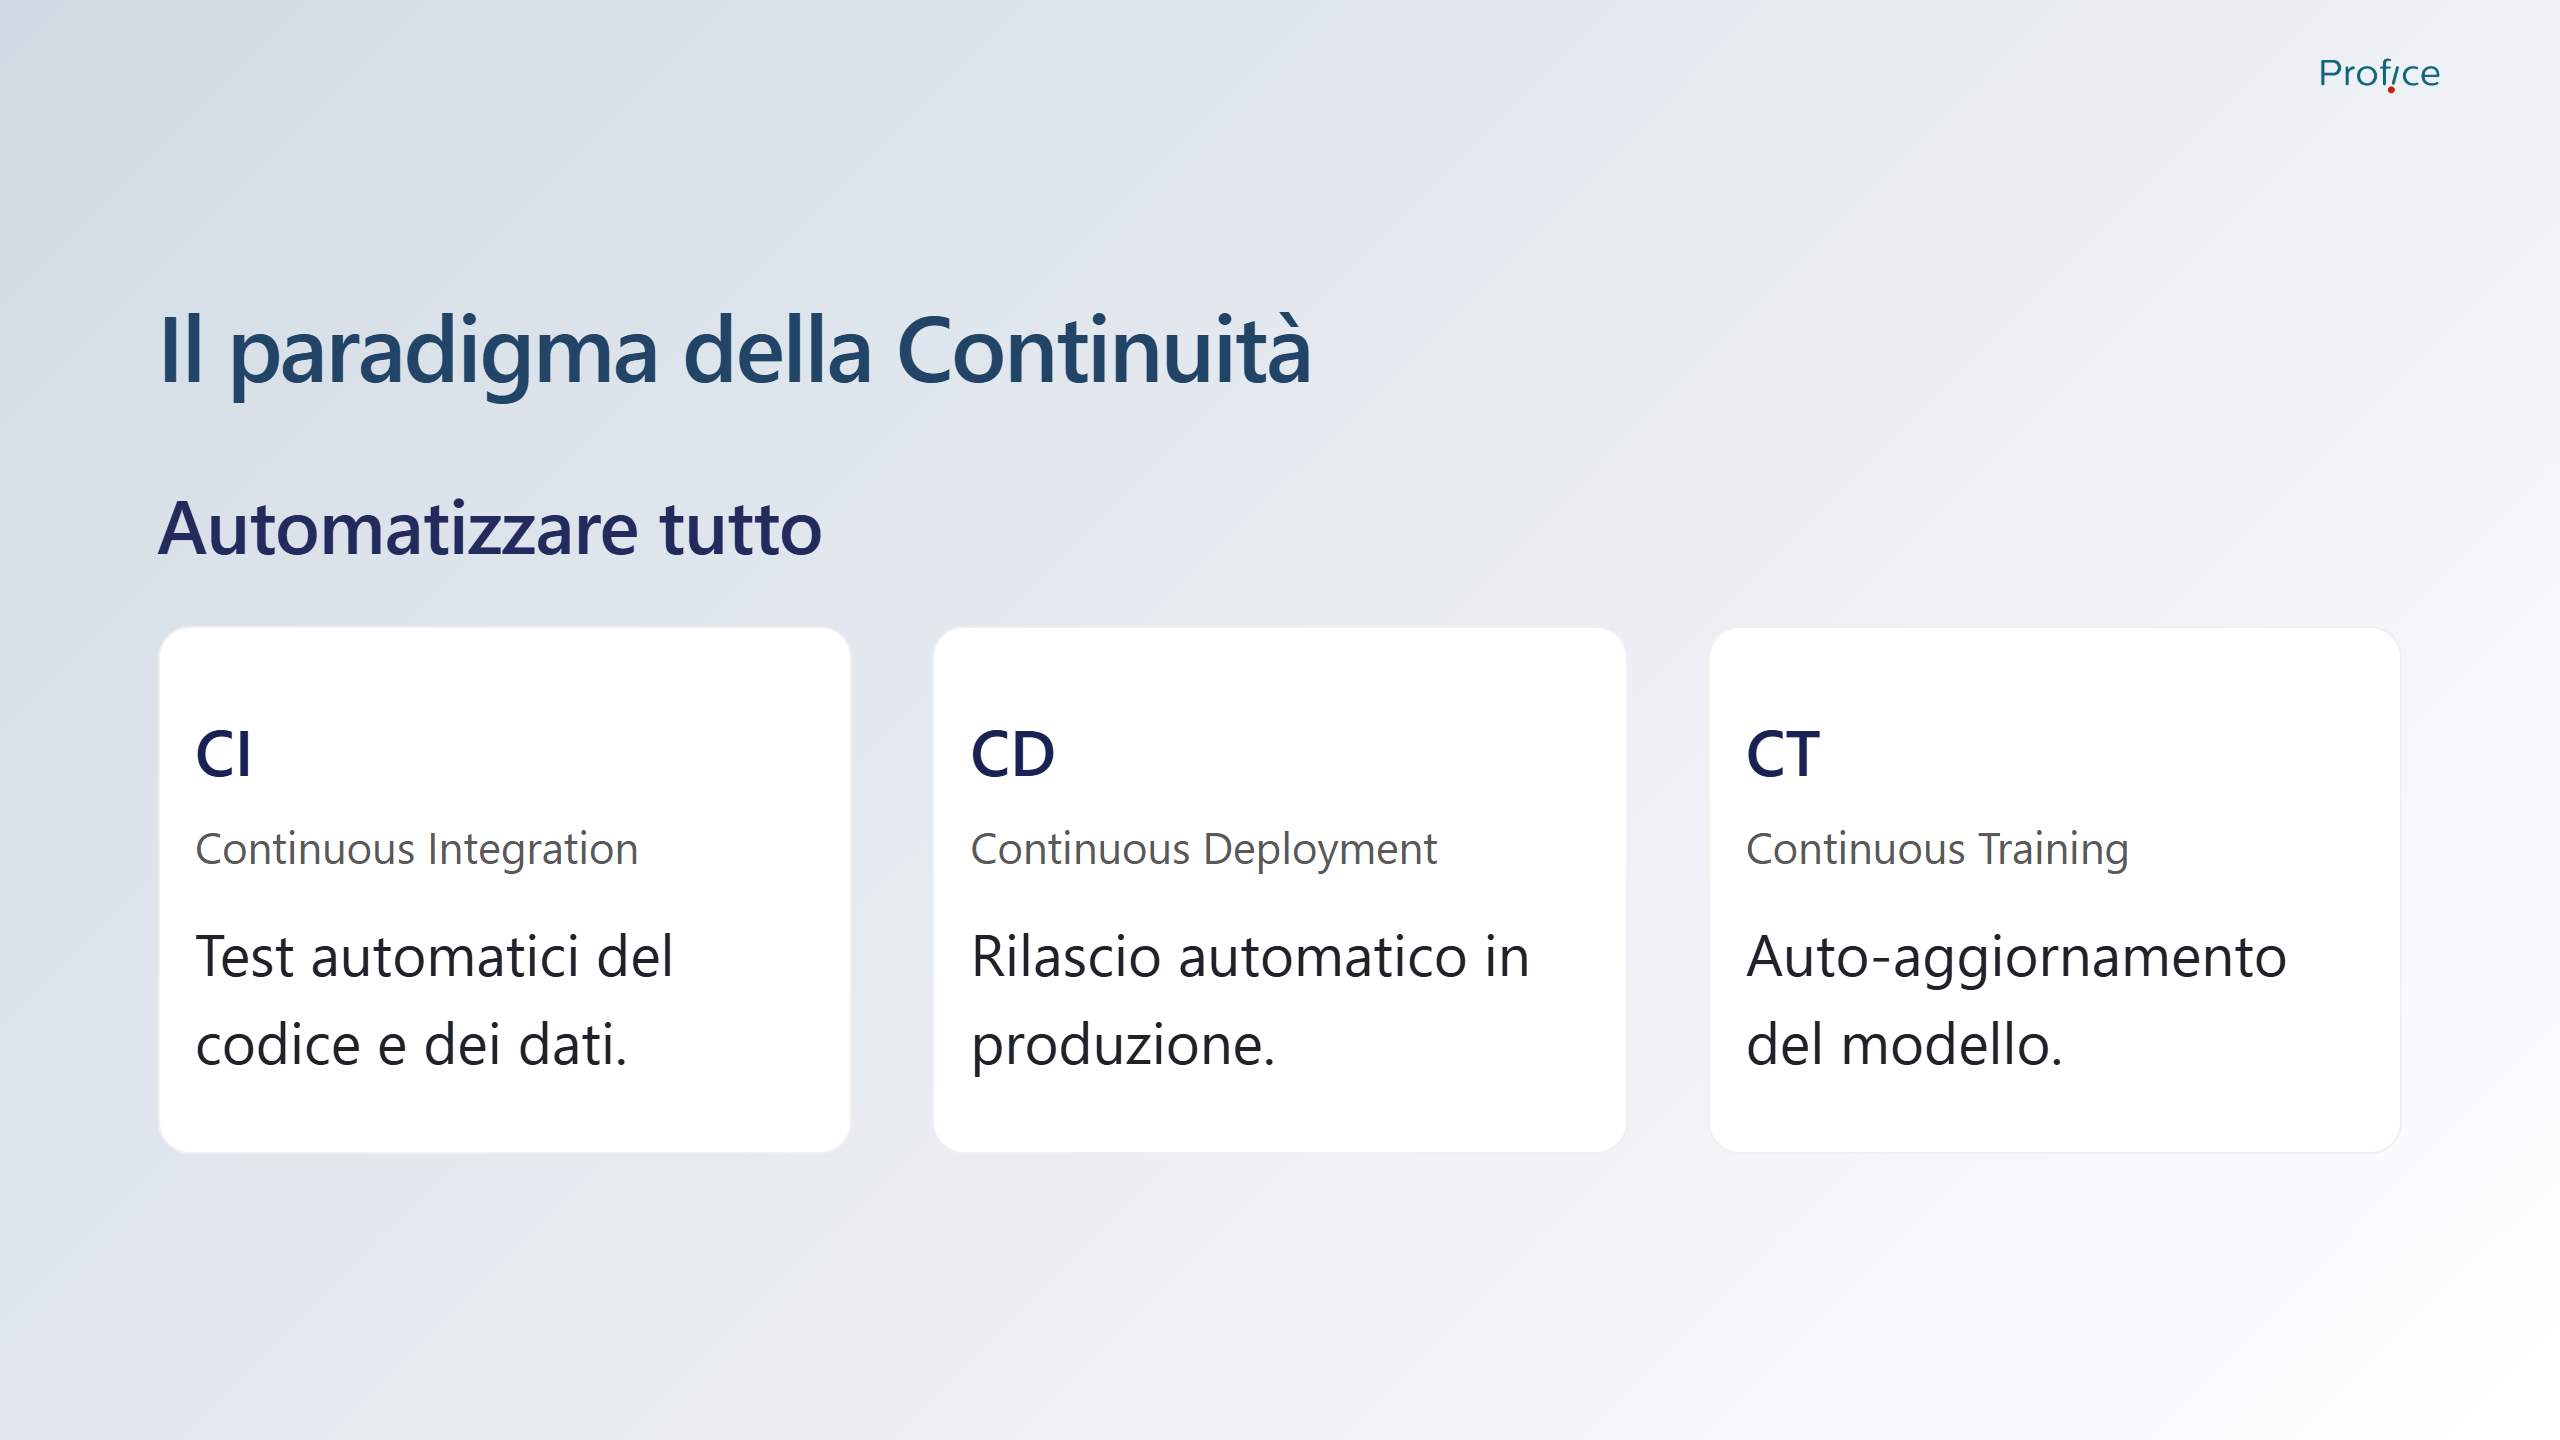 Profice
Il paradigma della Continuità
Automatizzare tutto
CI
Continuous Integration
Test automatici del
codice e dei dati.
CD
Continuous Deployment
Rilascio automatico in
produzione.
CT
Continuous Training
Auto-aggiornamento
del modello.